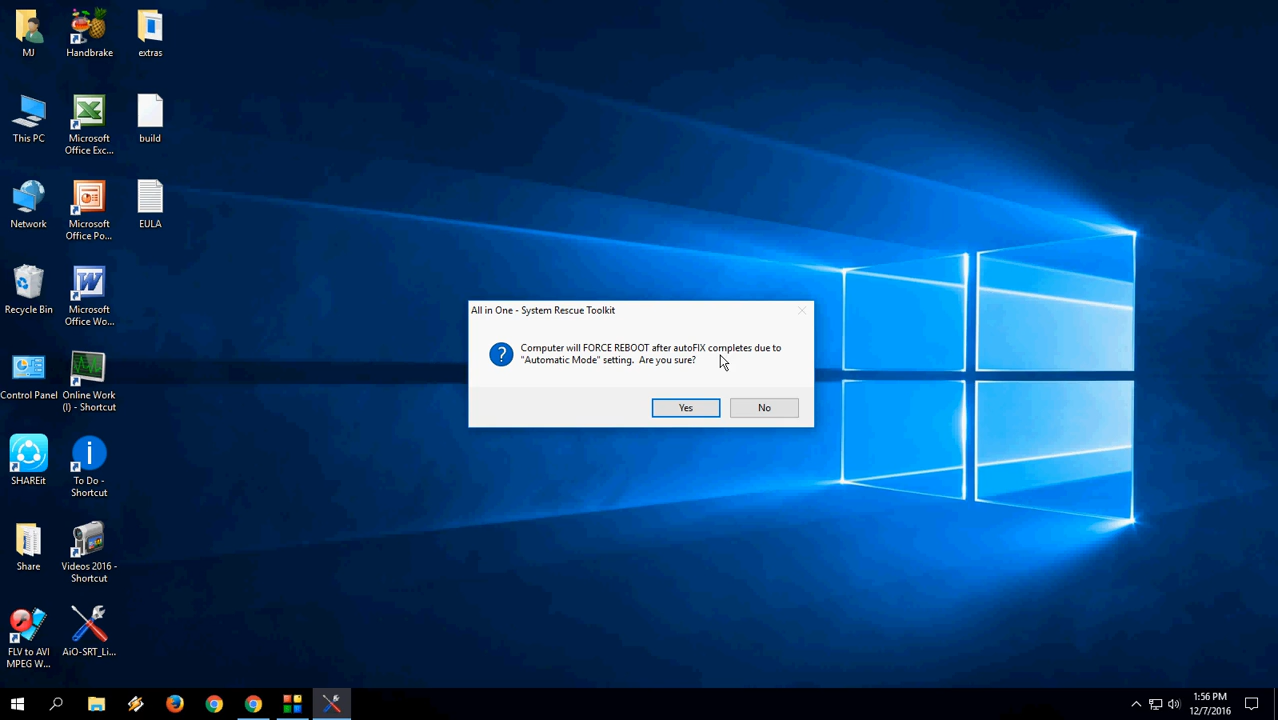 MJ
Handbrake
extras
This PC
Microsoft
Office Exc...
build
Network
Microsoft
Office Po...
EULA
Recycle Bin
Microsoft
Office Wo...
Control Panel
Online Work
(I) - Shortcut
SHAREit
To Do -
Shortcut
Share
Videos 2016 -
Shortcut
FLV to AVI
MPEG W...
AiO-SRT_Li...
All in One - System Rescue Toolkit
Computer will FORCE REBOOT after autoFIX completes due to
"Automatic Mode" setting.  Are you sure?
Yes
No
1:56 PM
12/7/2016